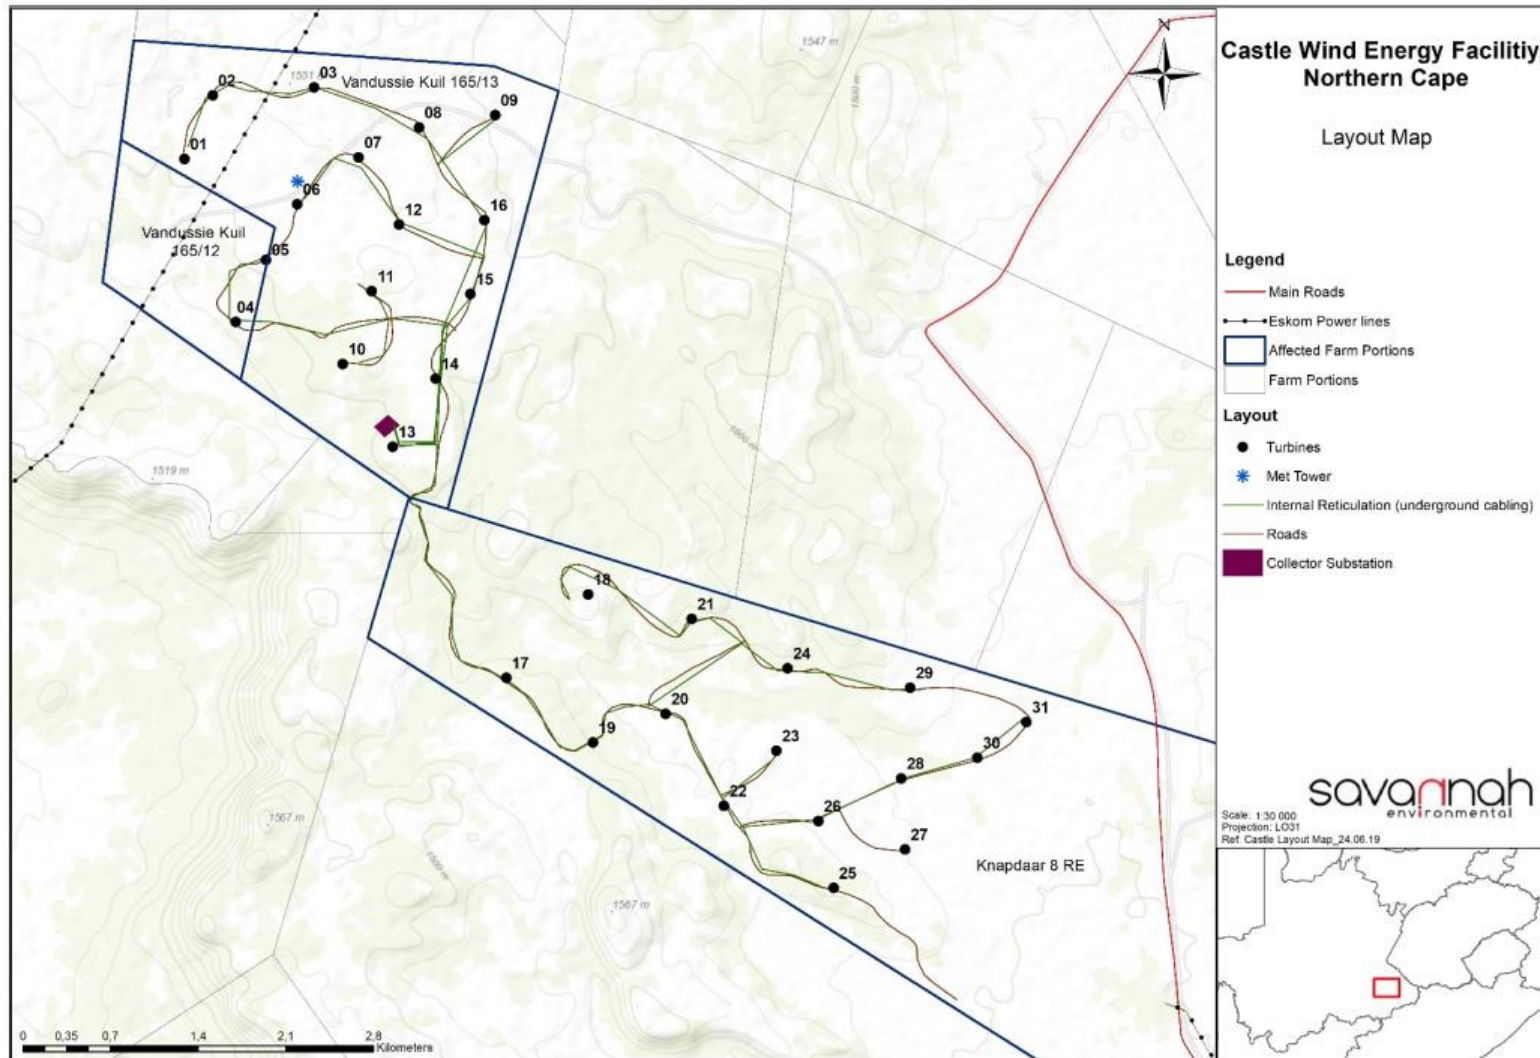 Castle Wind Energy Facilitiy,
Northern Cape
Layout Map
Legend
Main Roads
Eskom Power lines
Affected Farm Portions
Farm Portions
Layout
Turbines
Met Tower
Internal Reticulation (underground cabling)
Roads
Collector Substation
savannah
environmental
Scale: 1:30 000
Projection: LO31
Ref: Castle Layout Map_24.06.19
1547 m
1551 m
Vandussie Kuil 165/13
02
03
09
08
01
07
06
16
12
Vandussie Kuil
165/12
05
11
15
04
10
14
13
1500 m
1500 m
1519 m
18
21
24
17
29
31
20
19
23
30
28
22
26
27
25
Knapdaar 8 RE
1567 m
1500 m
1567 m
0 0,35 0,7 1,4 2,1 2,8
Kilometers
N